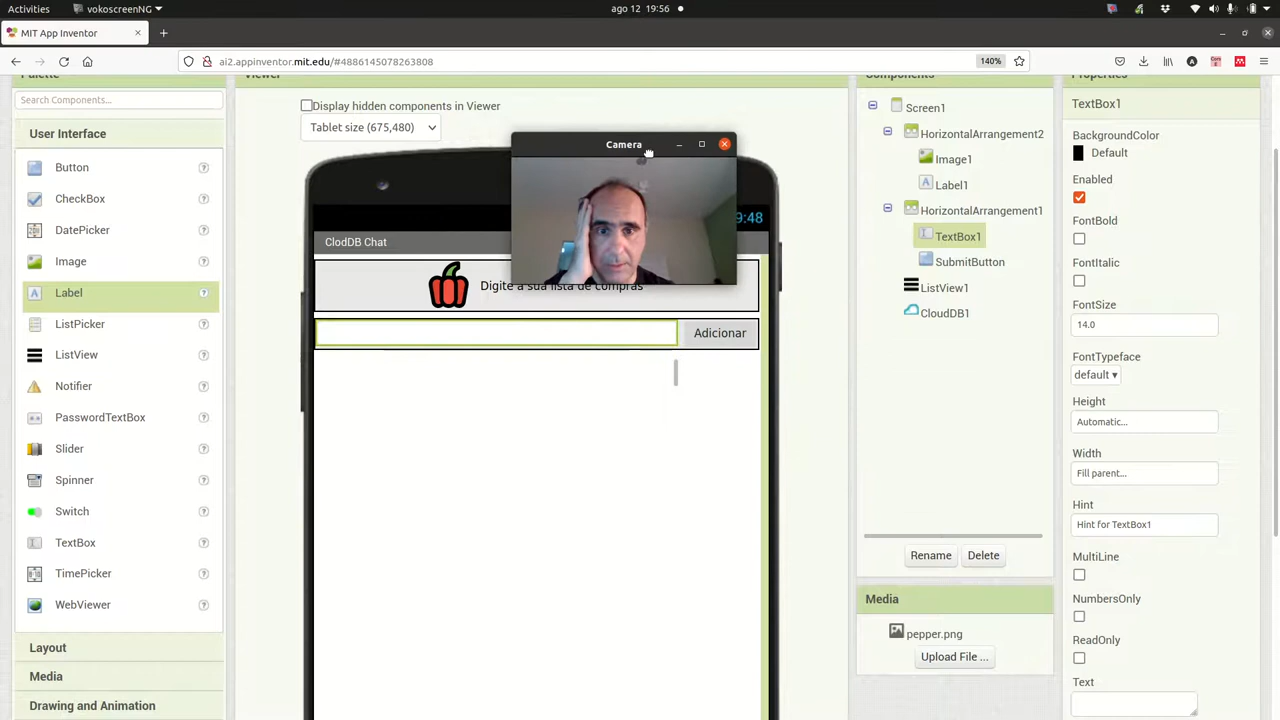 Activities
vokoscreenNG
ago 12 19:56
MIT App Inventor
ai2.appinventor.mit.edu/#4886145078263808
140%
Palette
Search Components...
User Interface
Button
CheckBox
DatePicker
Image
Label
ListPicker
ListView
Notifier
PasswordTextBox
Slider
Spinner
Switch
TextBox
TimePicker
WebViewer
Layout
Media
Drawing and Animation
Viewer
Display hidden components in Viewer
Tablet size (675,480)
Camera
9:48
ClodDB Chat
Digite a sua lista de compras
Adicionar
Components
Screen1
HorizontalArrangement2
Image1
Label1
HorizontalArrangement1
TextBox1
SubmitButton
ListView1
CloudDB1
Rename
Delete
Media
pepper.png
Upload File ...
Properties
TextBox1
BackgroundColor
Default
Enabled
FontBold
FontItalic
FontSize
14.0
FontTypeface
default
Height
Automatic...
Width
Fill parent...
Hint
Hint for TextBox1
MultiLine
NumbersOnly
ReadOnly
Text